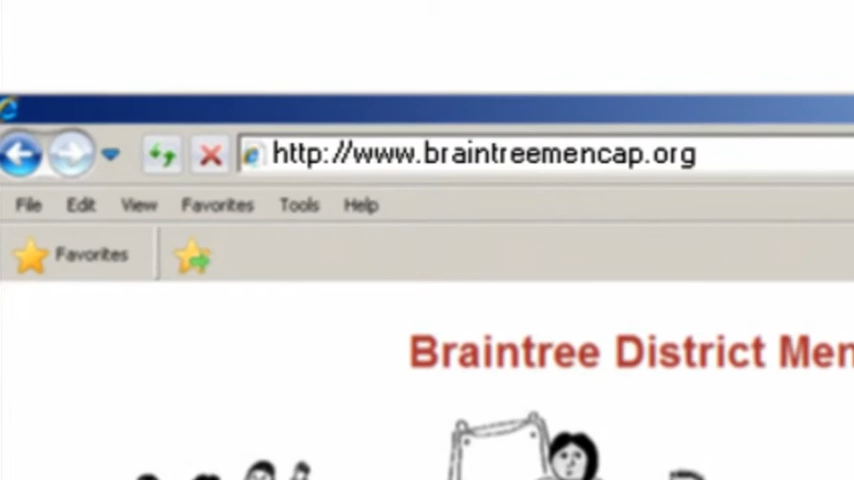 http://www.braintreemencap.org
File Edit View Favorites Tools Help
Favorites
Braintree District Men